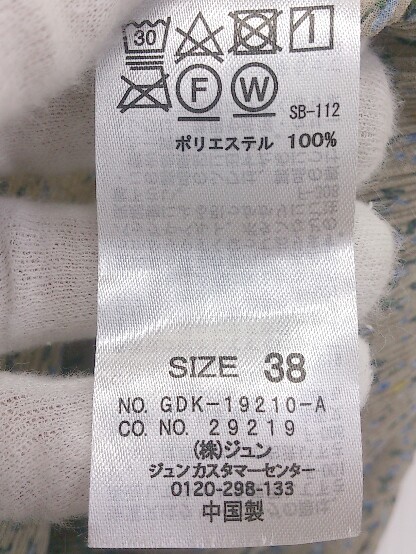 30
F W
SB-112
ポリエステル 100%
SIZE 38
NO. GDK-19210-A
CO. NO. 29219
(株)ジュン
ジュンカスタマーセンター
0120-298-133
中国製